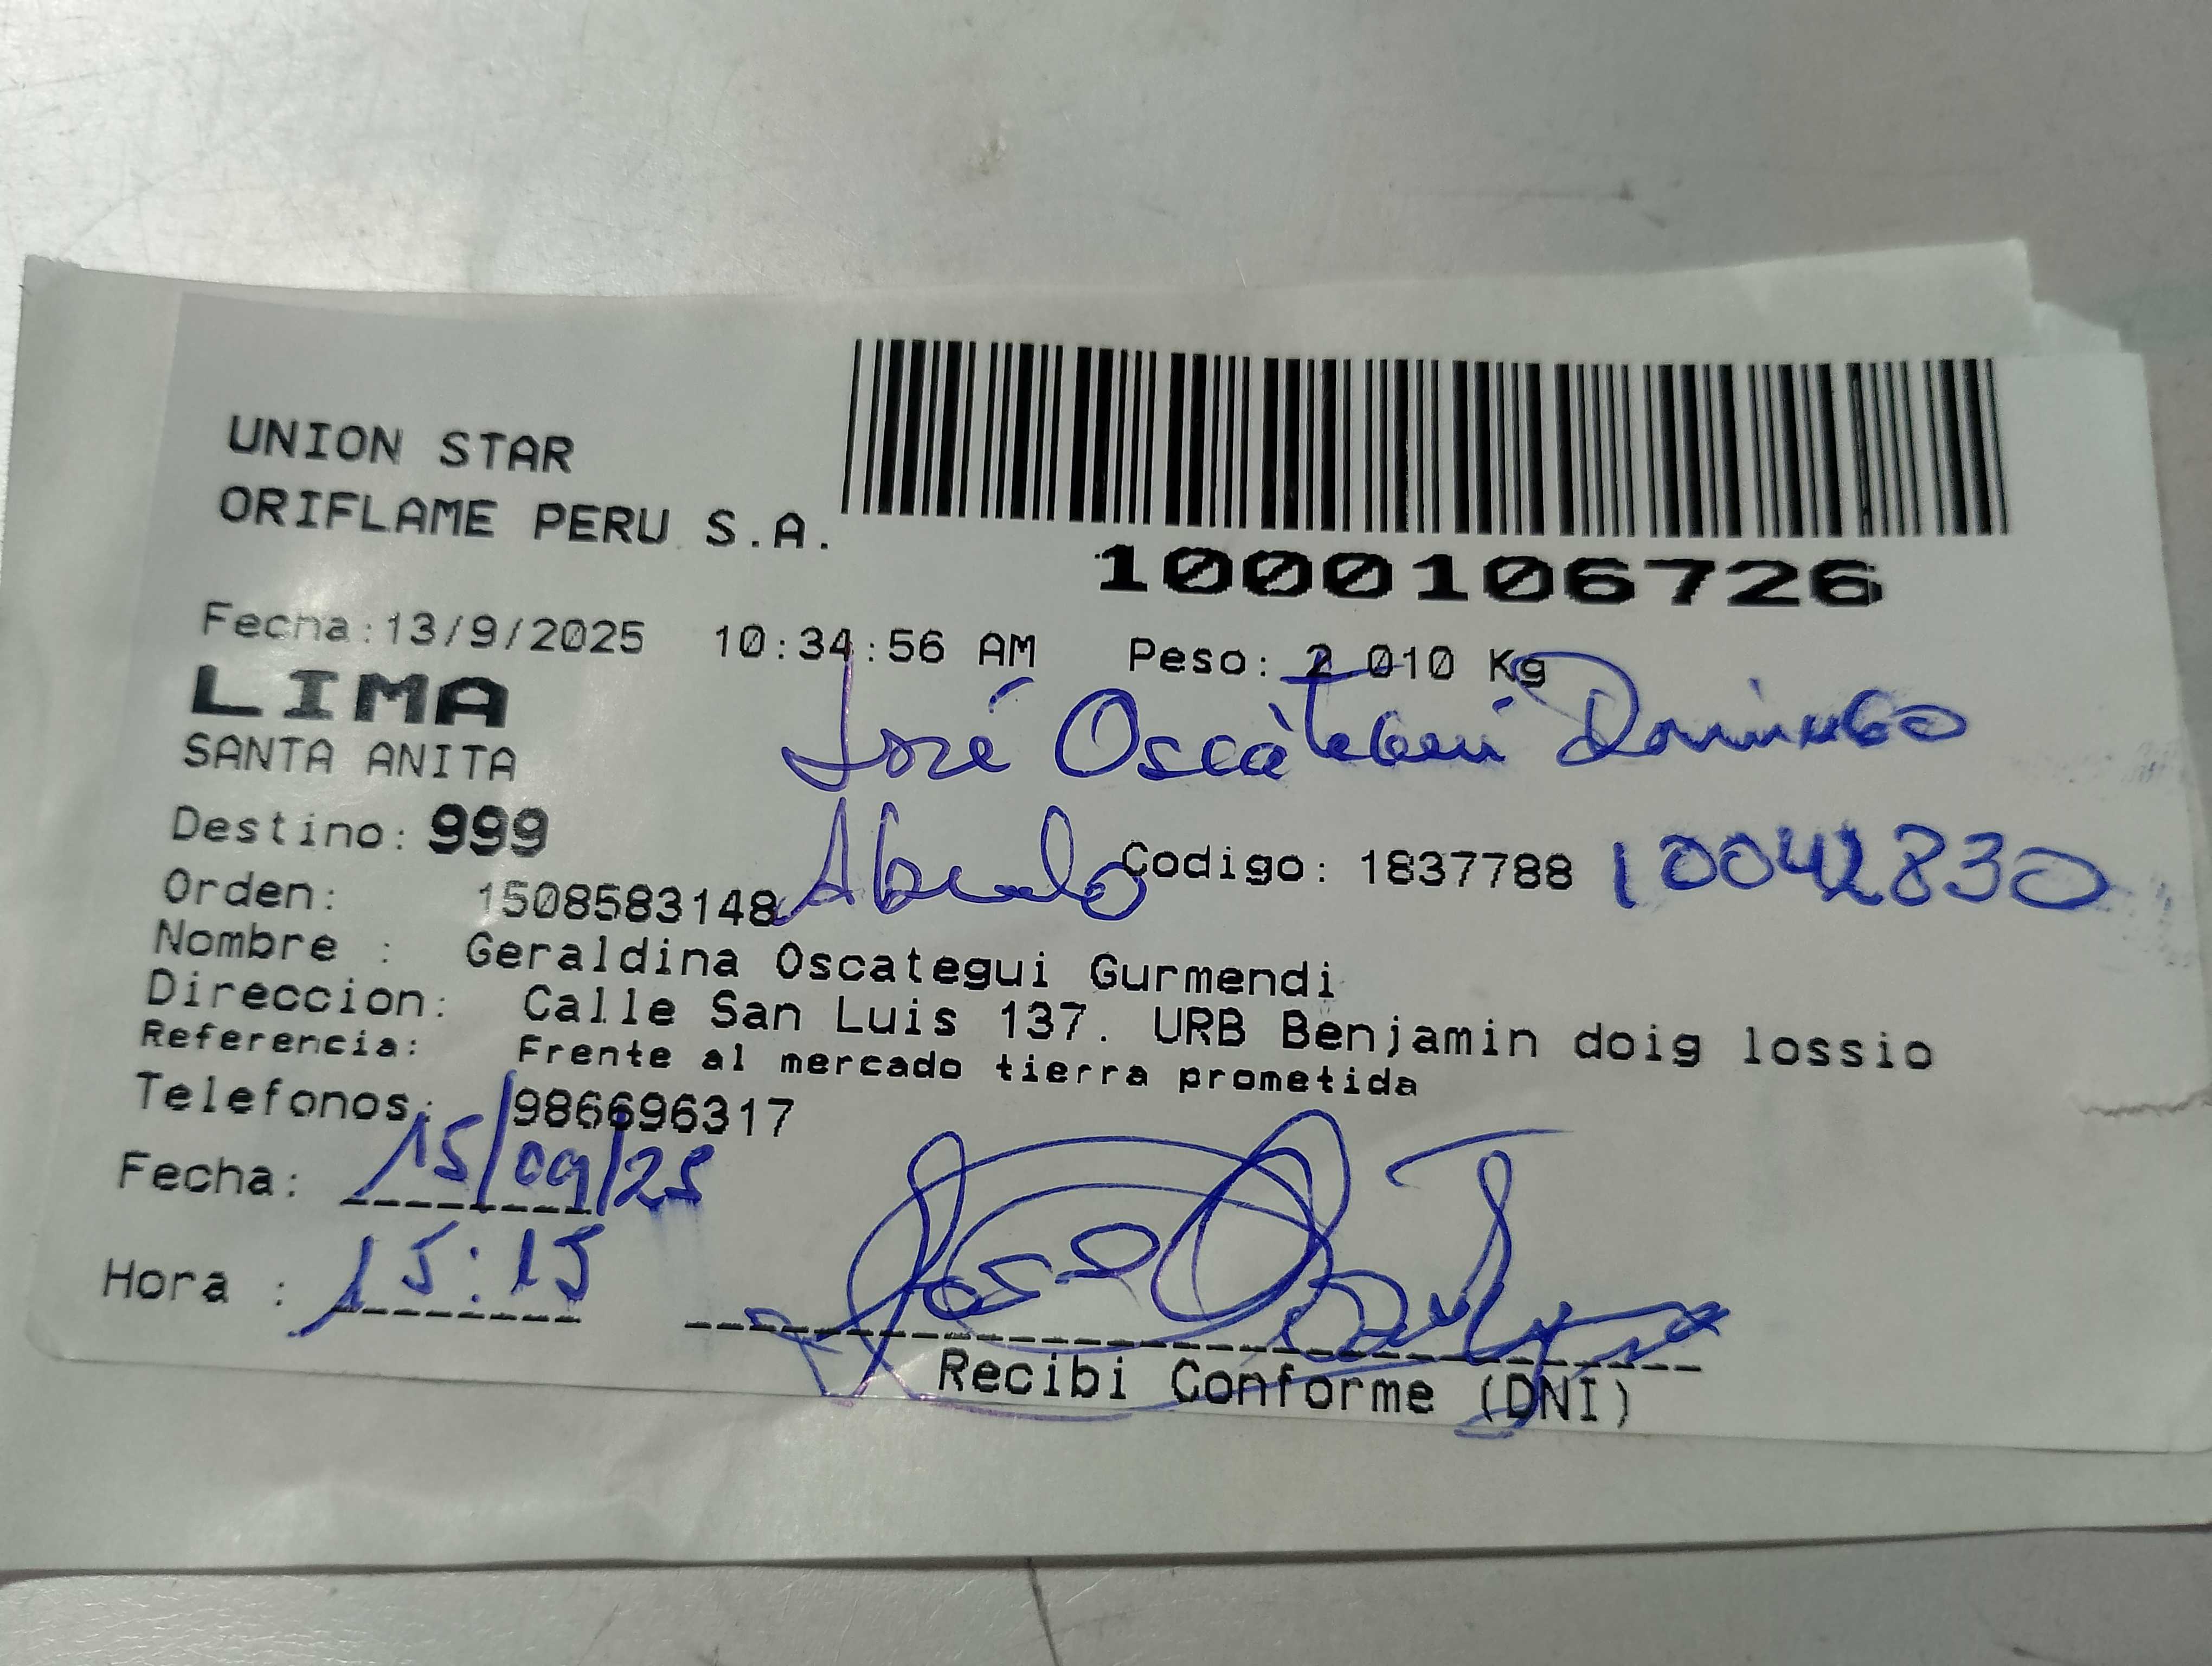 UNION STAR
ORIFLAME PERU S.A.
1000106726
Fecha:13/9/2025 10:34:56 AM Peso: 2 010 Kg
LIMA
José Oscàtegui Domingo
SANTA ANITA
Destino: 999
Abuelo Codigo: 1837788 10042830
Orden: 1508583148
Nombre : Geraldina Oscategui Gurmendi
Direccion: Calle San Luis 137. URB Benjamin doig lossio
Referencia: Frente al mercado tierra prometida
Telefonos: 986696317
Fecha: 15/09/25
Hora : 15:15
Recibi Conforme (DNI)